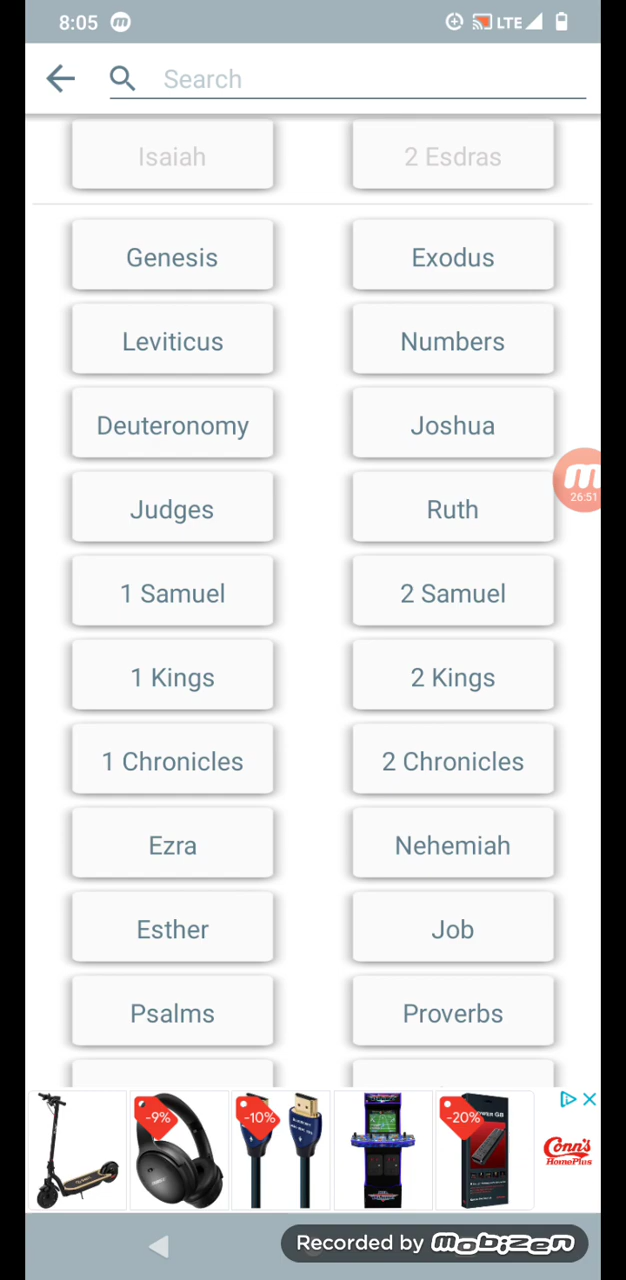 8:05 m LTE
Search
Isaiah 2 Esdras
Genesis Exodus
Leviticus Numbers
Deuteronomy Joshua
Judges Ruth
m
26:51
1 Samuel 2 Samuel
1 Kings 2 Kings
1 Chronicles 2 Chronicles
Ezra Nehemiah
Esther Job
Psalms Proverbs
-9% -10% -20%
Conn's
HomePlus
Recorded by mobizen